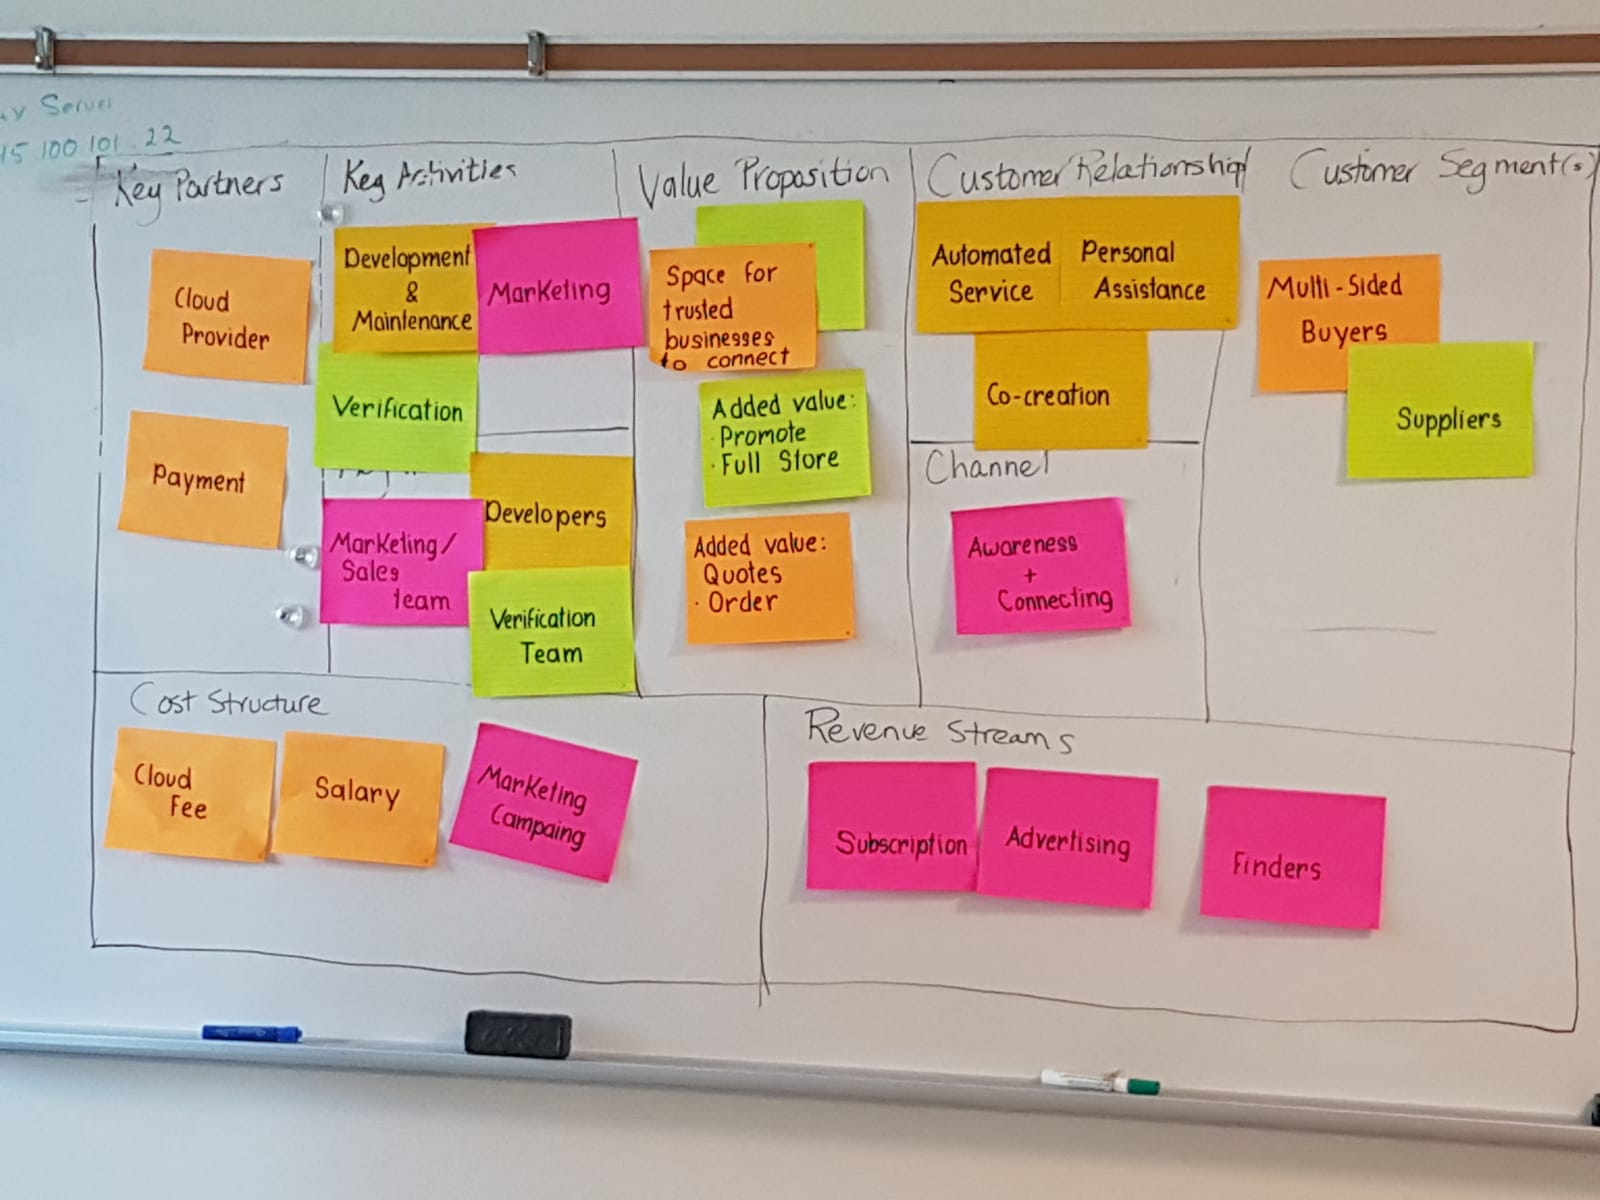 Server
100 101.22
Key Partners
Key Activities
Value Proposition
Customer Relationship
Customer Segment(s)
Cloud
Provider
Payment
Development
&
Maintenance
Marketing
Verification
Marketing/
Sales
team
Developers
Verification
Team
Space for
trusted
businesses
to connect
Added value:
· Promote
· Full Store
Added value:
Quotes
· Order
Automated
Service
Personal
Assistance
Co-creation
Channel
Awareness
+
Connecting
Multi-Sided
Buyers
Suppliers
Cost Structure
Cloud
Fee
Salary
Marketing
Campaing
Revenue Streams
Subscription
Advertising
Finders